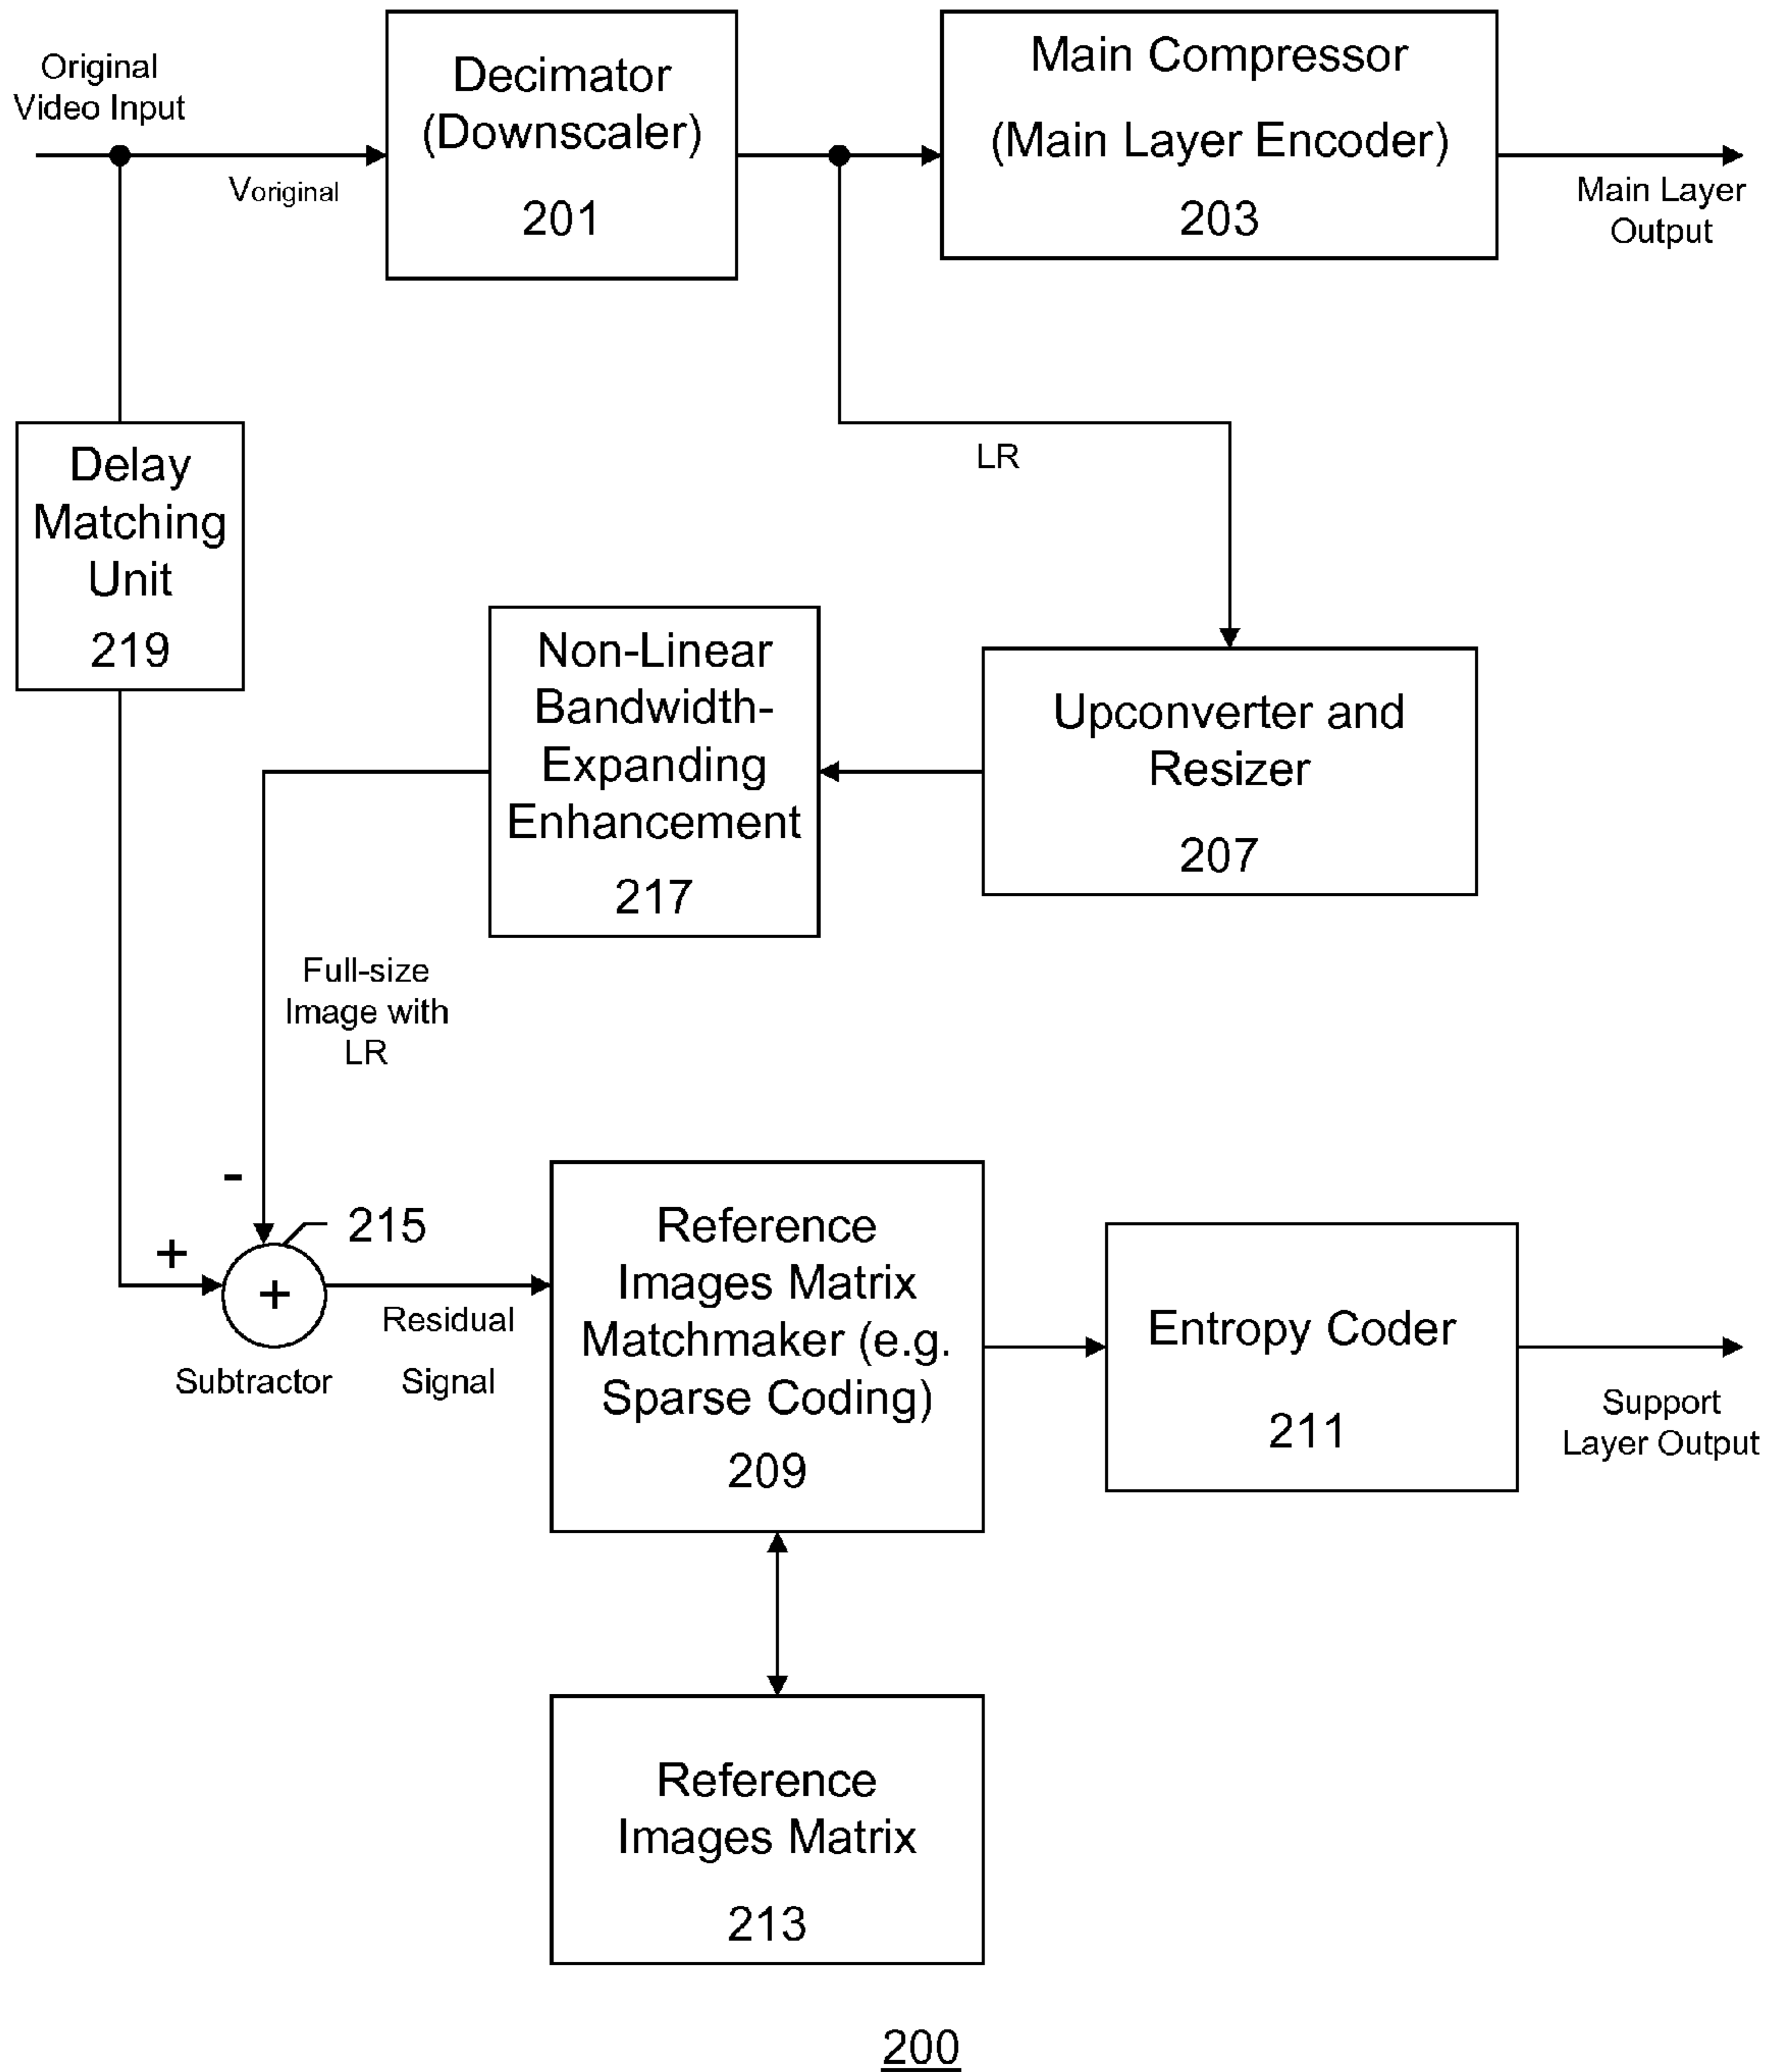 Original
Video Input
Voriginal
Decimator
(Downscaler)
201
Main Compressor
(Main Layer Encoder)
203
Main Layer
Output
LR
Delay
Matching
Unit
219
Non-Linear
Bandwidth-
Expanding
Enhancement
217
Upconverter and
Resizer
207
Full-size
Image with
LR
-
+
215
+
Subtractor
Residual
Signal
Reference
Images Matrix
Matchmaker (e.g.
Sparse Coding)
209
Entropy Coder
211
Support
Layer Output
Reference
Images Matrix
213
200